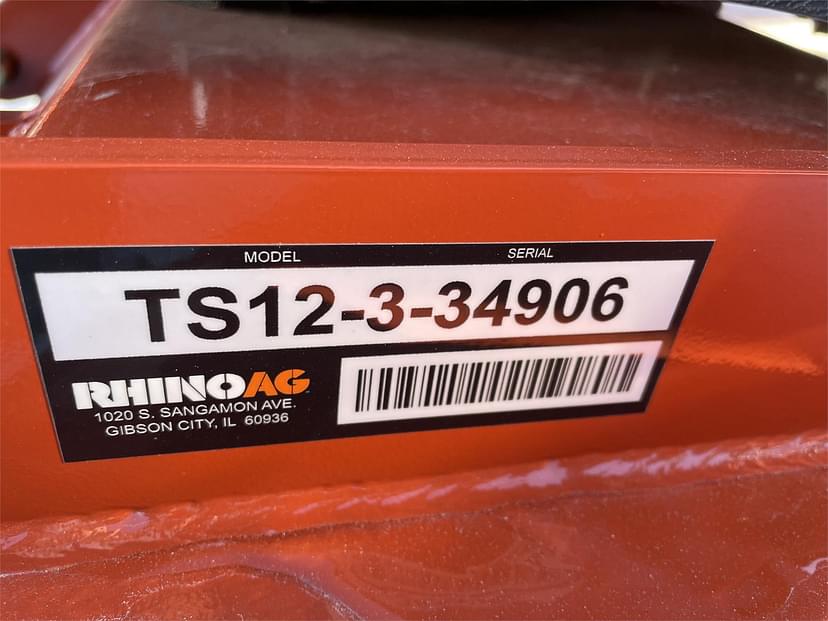 MODEL SERIAL
TS12-3-34906
RHINOAG
1020 S. SANGAMON AVE.
GIBSON CITY, IL 60936